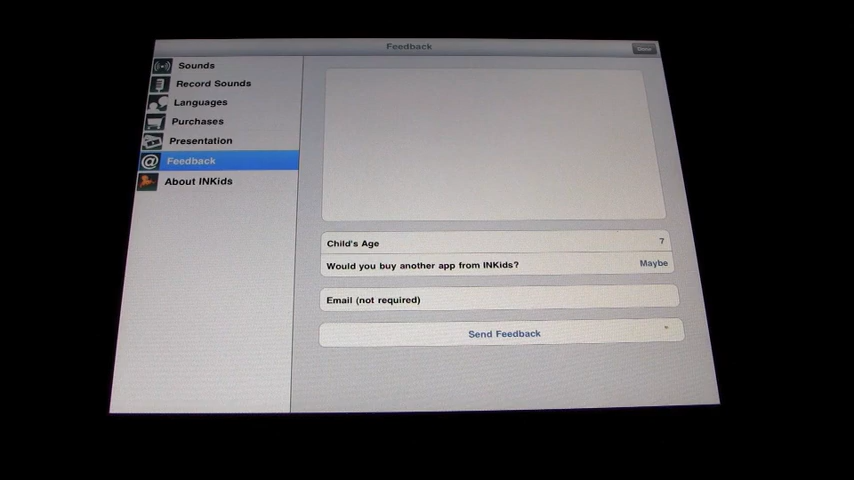 Feedback
Done
Sounds
Record Sounds
Languages
Purchases
Presentation
@ Feedback
About INKids
Child's Age 7
Would you buy another app from INKids? Maybe
Email (not required)
Send Feedback